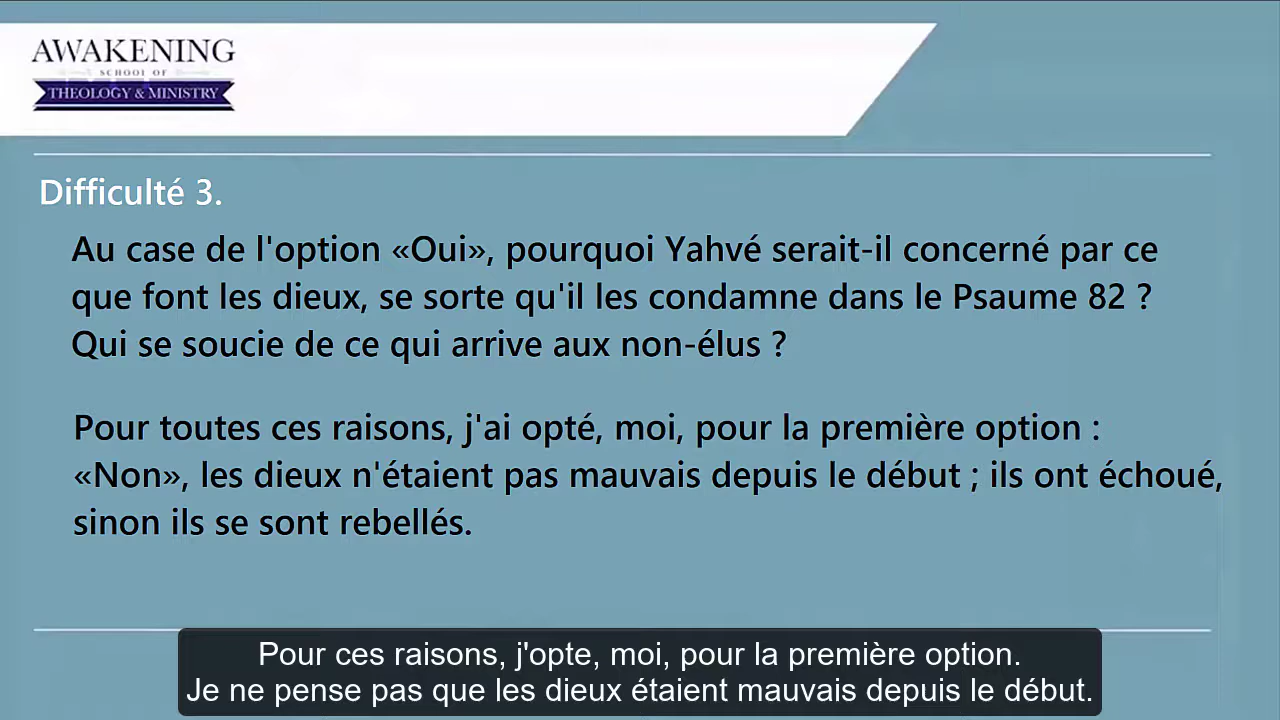 AWAKENING
SCHOOL OF
THEOLOGY & MINISTRY
Difficulté 3.
Au case de l'option «Oui», pourquoi Yahvé serait-il concerné par ce
que font les dieux, se sorte qu'il les condamne dans le Psaume 82 ?
Qui se soucie de ce qui arrive aux non-élus ?
Pour toutes ces raisons, j'ai opté, moi, pour la première option :
«Non», les dieux n'étaient pas mauvais depuis le début ; ils ont échoué,
sinon ils se sont rebellés.
Pour ces raisons, j'opte, moi, pour la première option.
Je ne pense pas que les dieux étaient mauvais depuis le début.